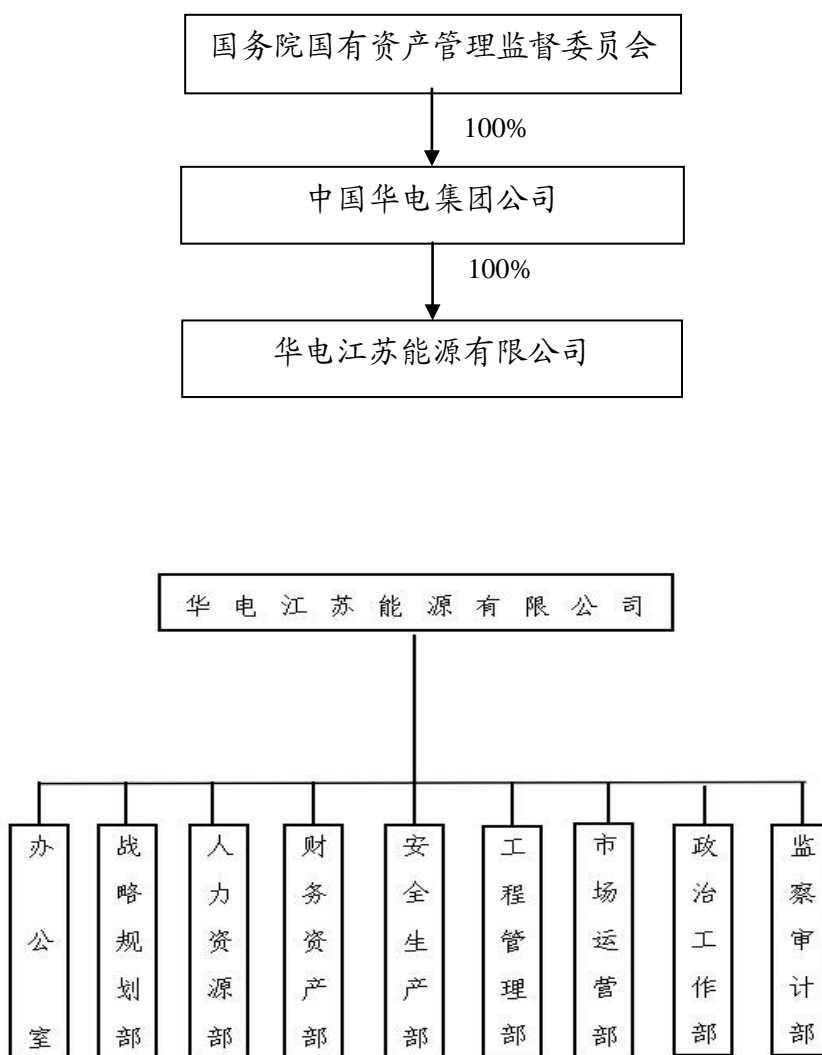 国务院国有资产管理监督委员会
100%
中国华电集团公司
100%
华电江苏能源有限公司
华电江苏能源有限公司
办公室
战略规划部
人力资源部
财务资产部
安全生产部
工程管理部
市场运营部
政治工作部
监察审计部